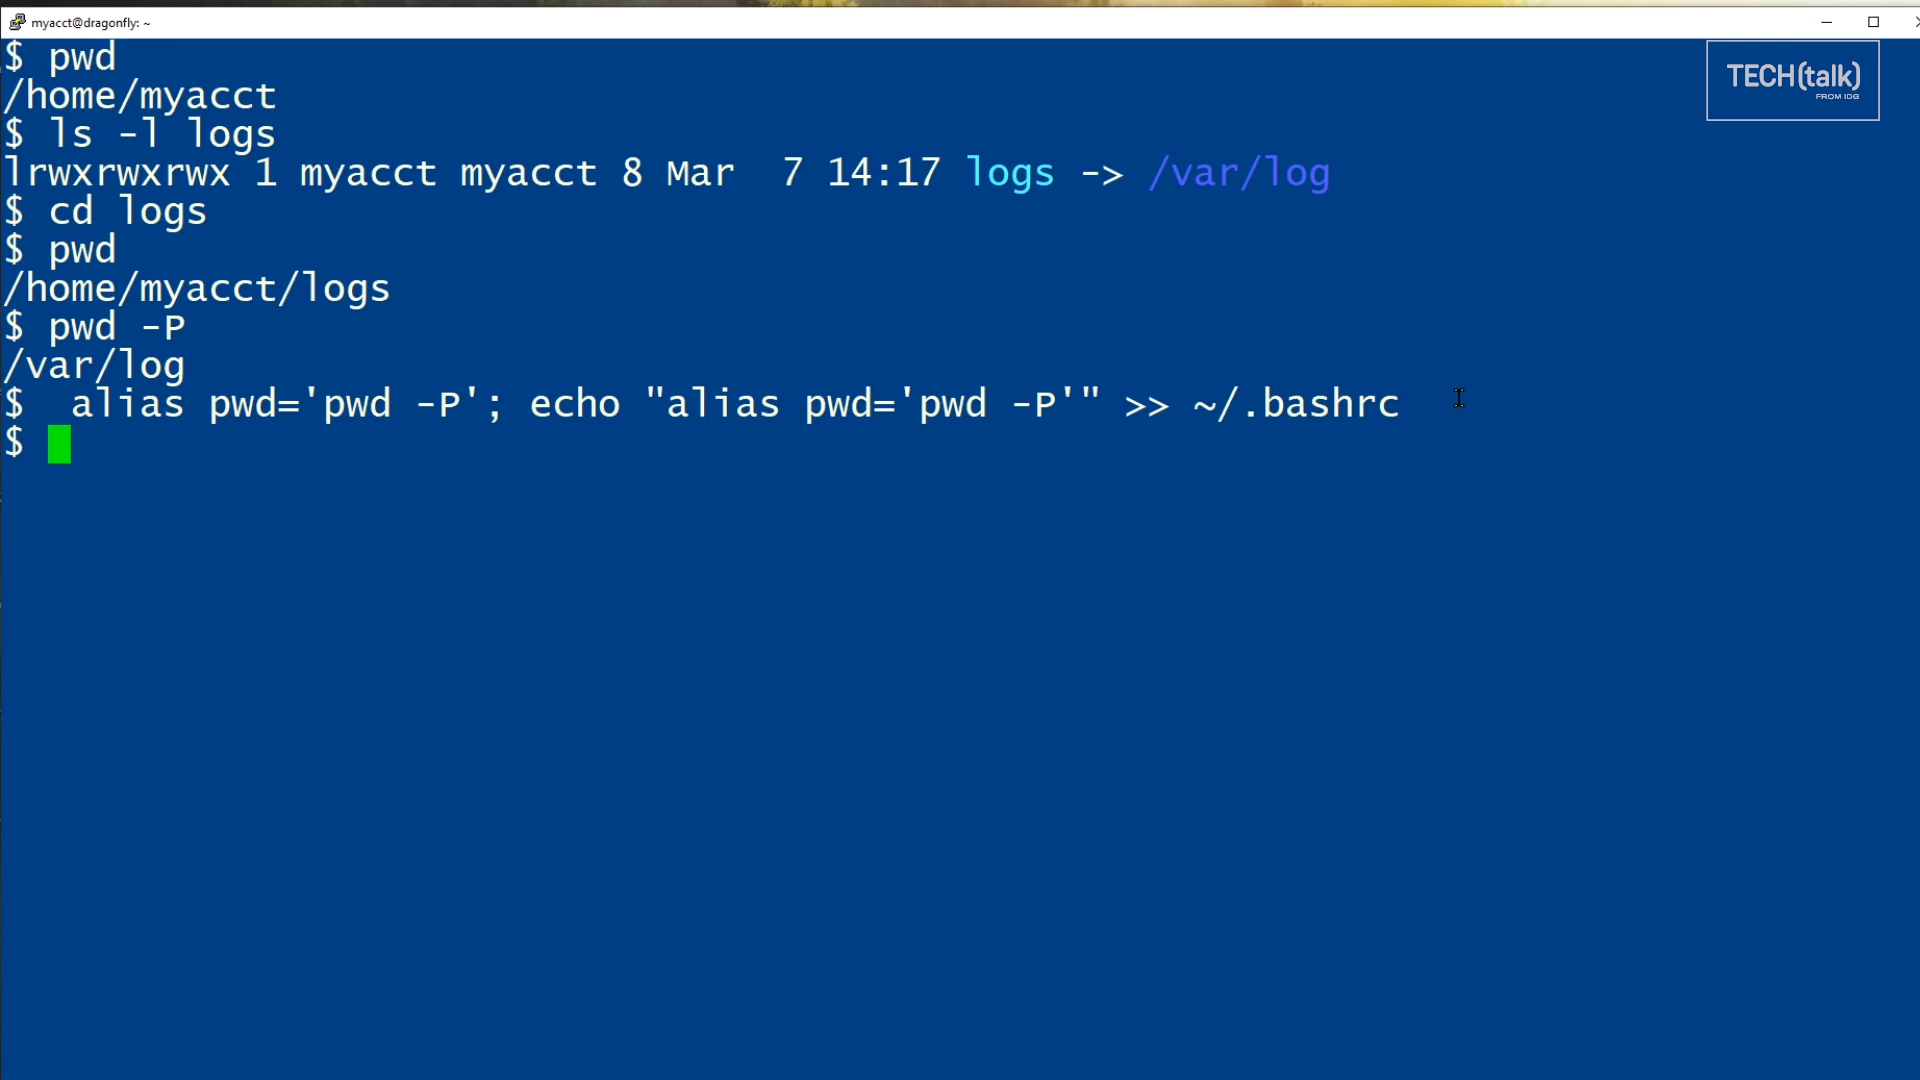 myacct@dragonfly: ~
TECH(talk)
FROM IDG
$ pwd
/home/myacct
$ ls -l logs
lrwxrwxrwx 1 myacct myacct 8 Mar  7 14:17 logs -> /var/log
$ cd logs
$ pwd
/home/myacct/logs
$ pwd -P
/var/log
$  alias pwd='pwd -P'; echo "alias pwd='pwd -P'" >> ~/.bashrc
$